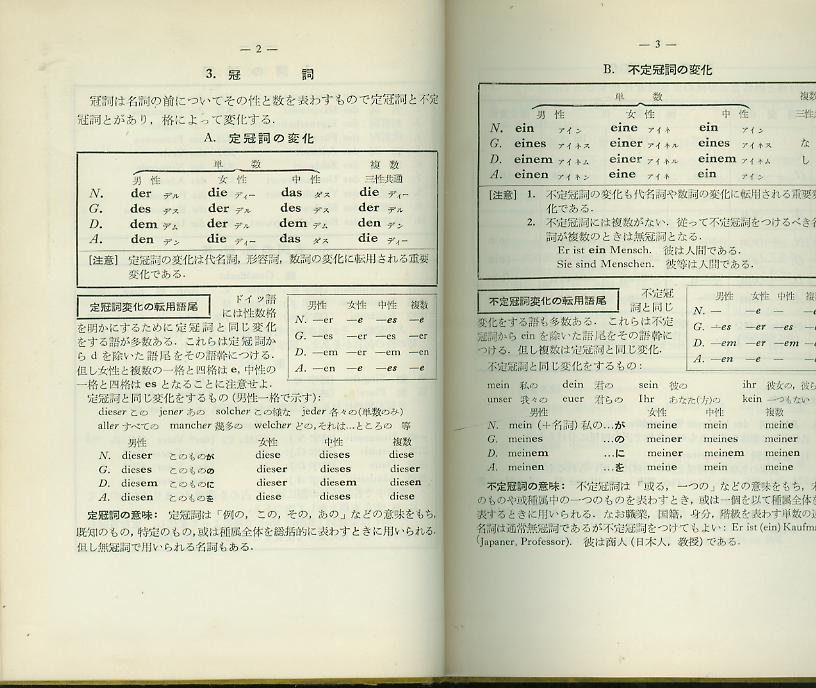 — 2 —
3. 冠 詞
冠詞は名詞の前についてその性と数を表わすもので定冠詞と不定
冠詞とがあり，格によって変化する．
A. 定冠詞の変化
単 数 複 数
男 性 女 性 中 性 三性共通
N. der デル die ディー das ダス die ディー
G. des デス der デル des デス der デル
D. dem デム der デル dem デム den デン
A. den デン die ディー das ダス die ディー
[注意] 定冠詞の変化は代名詞，形容詞，数詞の変化に転用される重要
変化である．
定冠詞変化の転用語尾
ドイツ語
には性数格
を明かにするために定冠詞と同じ変化
をする語が多数ある．これらは定冠詞か
ら d を除いた語尾をその語幹につける．
但し女性と複数の一格と四格は e, 中性の
一格と四格は es となることに注意せよ．
男性 女性 中性 複数
N. —er —e —es —e
G. —es —er —es —er
D. —em —er —em —en
A. —en —e —es —e
定冠詞と同じ変化をするもの (男性一格で示す):
dieser この jener あの solcher この様な jeder 各々の(単数のみ)
aller すべての mancher 幾多の welcher どの，それは…ところの 等
男性 女性 中性 複数
N. dieser このものが diese dieses diese
G. dieses このものの dieser dieses dieser
D. diesem このものに dieser diesem diesen
A. diesen このものを diese dieses diese
定冠詞の意味： 定冠詞は「例の，この，その，あの」などの意味をもち，
既知のもの，特定のもの，或は種属全体を総括的に表わすときに用いられる．
但し無冠詞で用いられる名詞もある．
— 3 —
B. 不定冠詞の変化
単 数 複数
男 性 女 性 中 性 三性
N. ein アイン eine アイネ ein アイン
G. eines アイネス einer アイネル eines アイネス な
D. einem アイネム einer アイネル einem アイネム し
A. einen アイネン eine アイネ ein アイン
[注意] 1. 不定冠詞の変化も代名詞や数詞の変化に転用される重要変
化である．
2. 不定冠詞には複数がない．従って不定冠詞をつけるべき名
詞が複数のときは無冠詞となる．
Er ist ein Mensch. 彼は人間である．
Sie sind Menschen. 彼等は人間である．
不定冠詞変化の転用語尾
不定冠
詞と同じ
変化をする語も多数ある．これらは不定
冠詞から ein を除いた語尾をその語幹に
つける．但し複数は定冠詞と同じ変化．
男性 女性 中性 複
N. — —e —
G. —es —er —es
D. —em —er —em
A. —en —e —
不定冠詞と同じ変化をするもの：
mein 私の dein 君の sein 彼の ihr 彼女の，彼ら
unser 我々の euer 君らの Ihr あなた(方)の kein 一つもない
男性 女性 中性 複数
N. mein (+名詞) 私の…が meine mein meine
G. meines …の meiner meines meiner
D. meinem …に meiner meinem meinen
A. meinen …を meine mein meine
不定冠詞の意味： 不定冠詞は「或る，一つの」などの意味をもち，未
のものや或種属中の一つのものを表わすとき，或は一個を以て種属全体を
表するときに用いられる．なお職業，国籍，身分，階級を表わす単数の
名詞は通常無冠詞であるが不定冠詞をつけてもよい：Er ist (ein) Kaufma
(Japaner, Professor). 彼は商人 (日本人，教授) である．